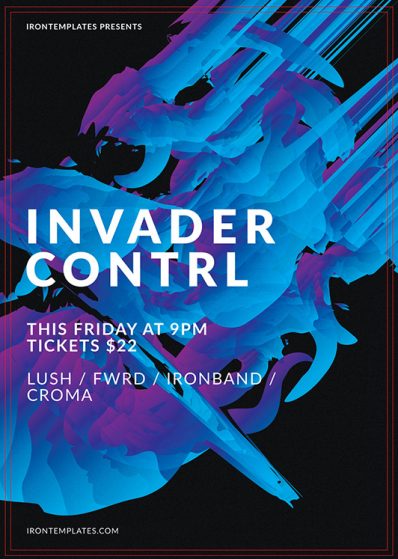 IRONTEMPLATES PRESENTS
INVADER
CONTRL
THIS FRIDAY AT 9PM
TICKETS $22
LUSH / FWRD / IRONBAND /
CROMA
IRONTEMPLATES.COM